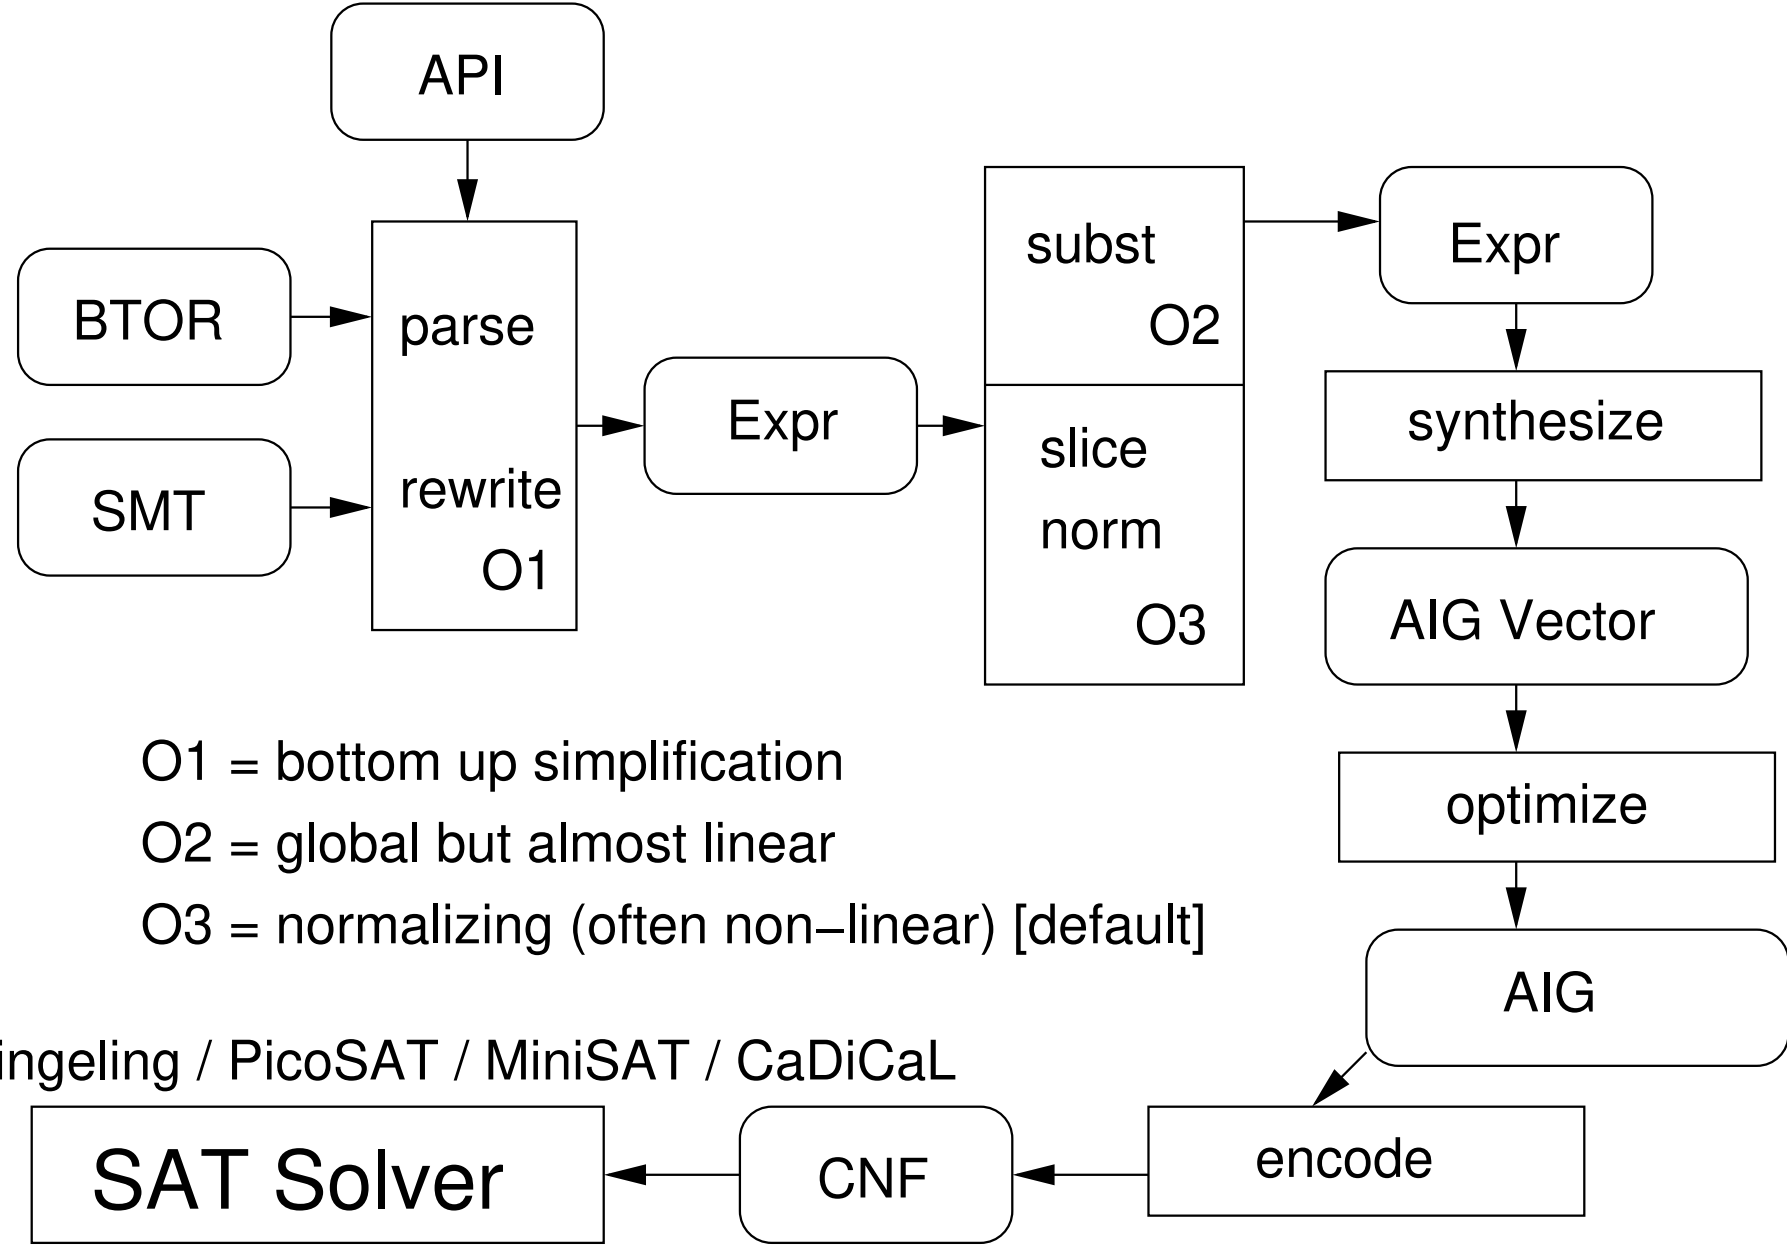 API
BTOR
SMT
parse
rewrite
O1
Expr
subst
O2
slice
norm
O3
Expr
synthesize
AIG Vector
optimize
AIG
O1 = bottom up simplification
O2 = global but almost linear
O3 = normalizing (often non–linear) [default]
ingeling / PicoSAT / MiniSAT / CaDiCaL
encode
CNF
SAT Solver